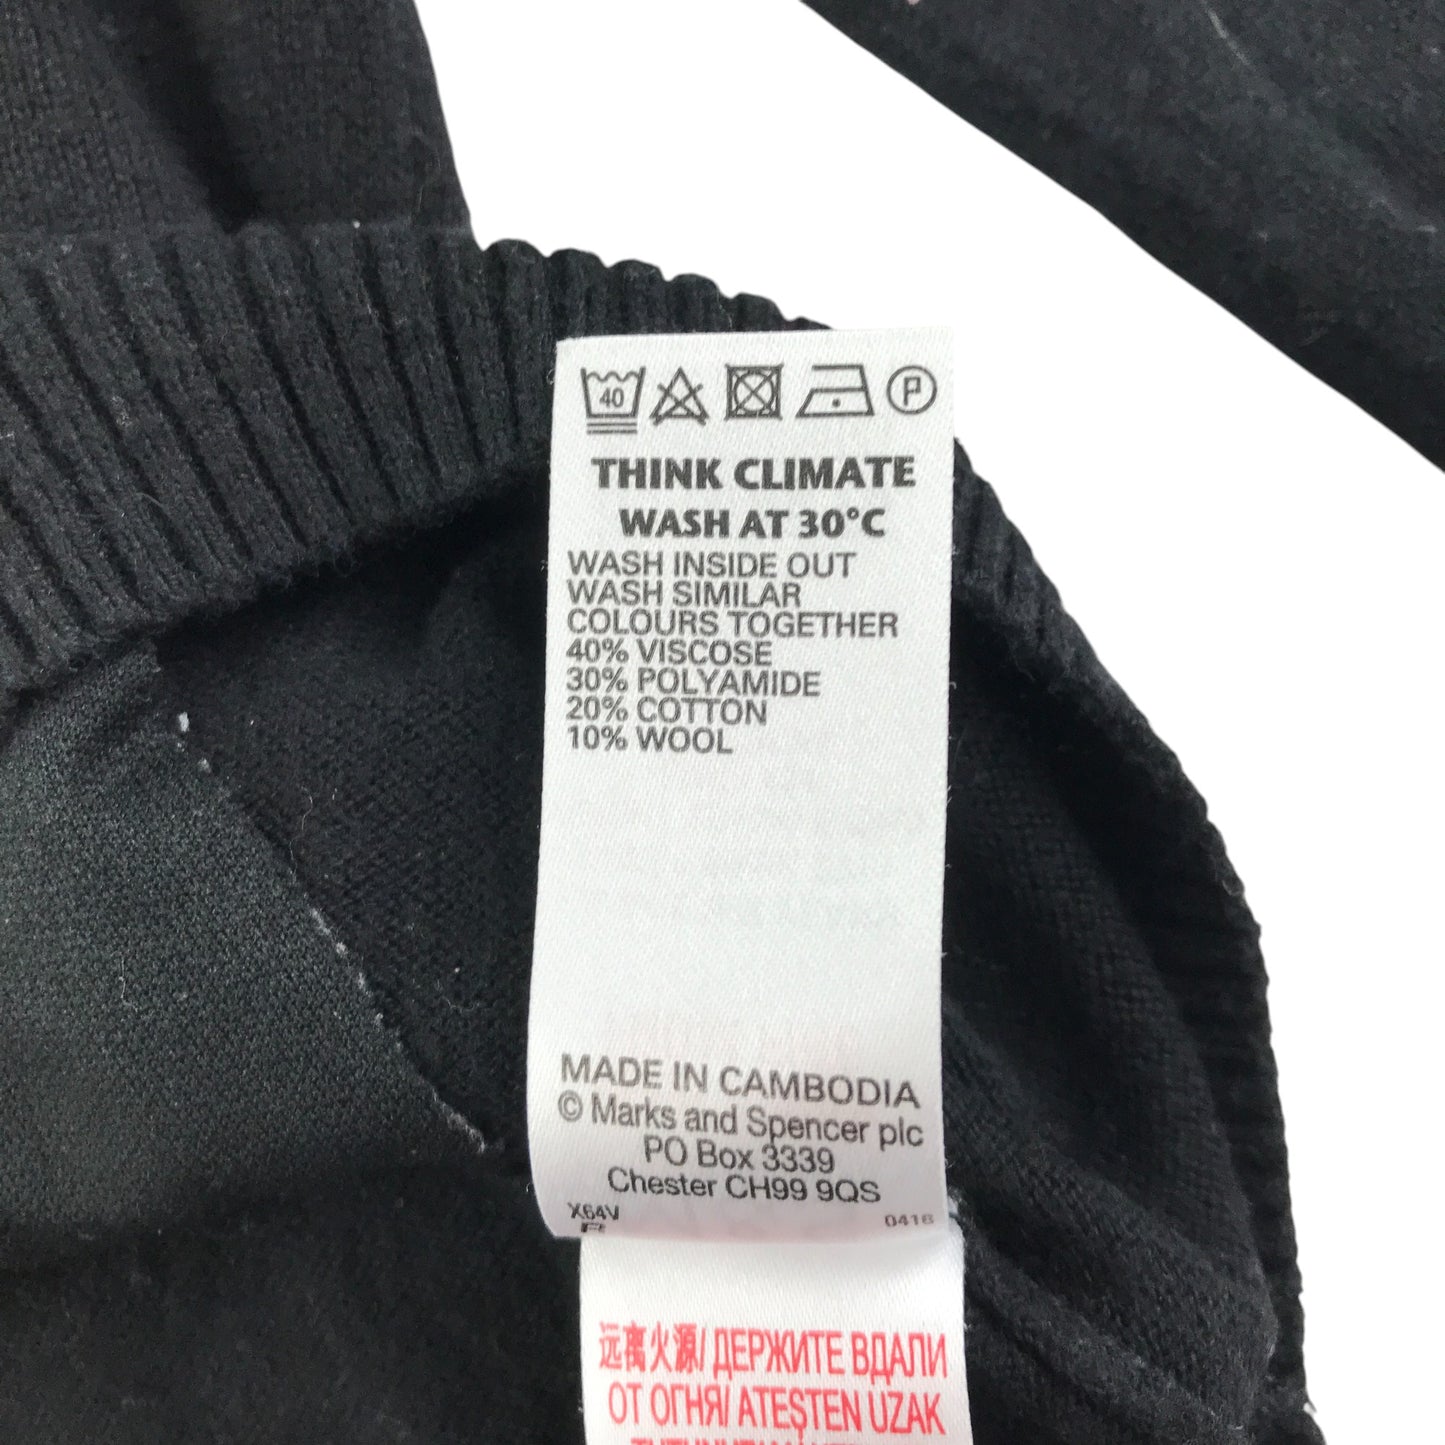 40
P
THINK CLIMATE
WASH AT 30°C
WASH INSIDE OUT
WASH SIMILAR
COLOURS TOGETHER
40% VISCOSE
30% POLYAMIDE
20% COTTON
10% WOOL
MADE IN CAMBODIA
© Marks and Spencer plc
PO Box 3339
Chester CH99 9QS
X64V 0416
远离火源/ ДЕРЖИТЕ ВДАЛИ
ОТ ОГНЯ/ ATEŞTEN UZAK